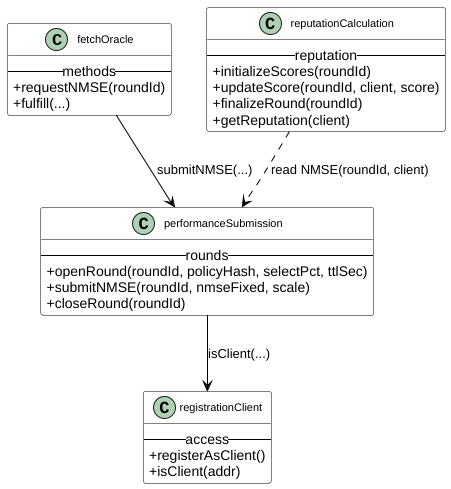 C fetchOracle
methods
+requestNMSE(roundId)
+fulfill(...)
C reputationCalculation
reputation
+initializeScores(roundId)
+updateScore(roundId, client, score)
+finalizeRound(roundId)
+getReputation(client)
submitNMSE(...)
read NMSE(roundId, client)
C performanceSubmission
rounds
+openRound(roundId, policyHash, selectPct, ttlSec)
+submitNMSE(roundId, nmseFixed, scale)
+closeRound(roundId)
isClient(...)
C registrationClient
access
+registerAsClient()
+isClient(addr)